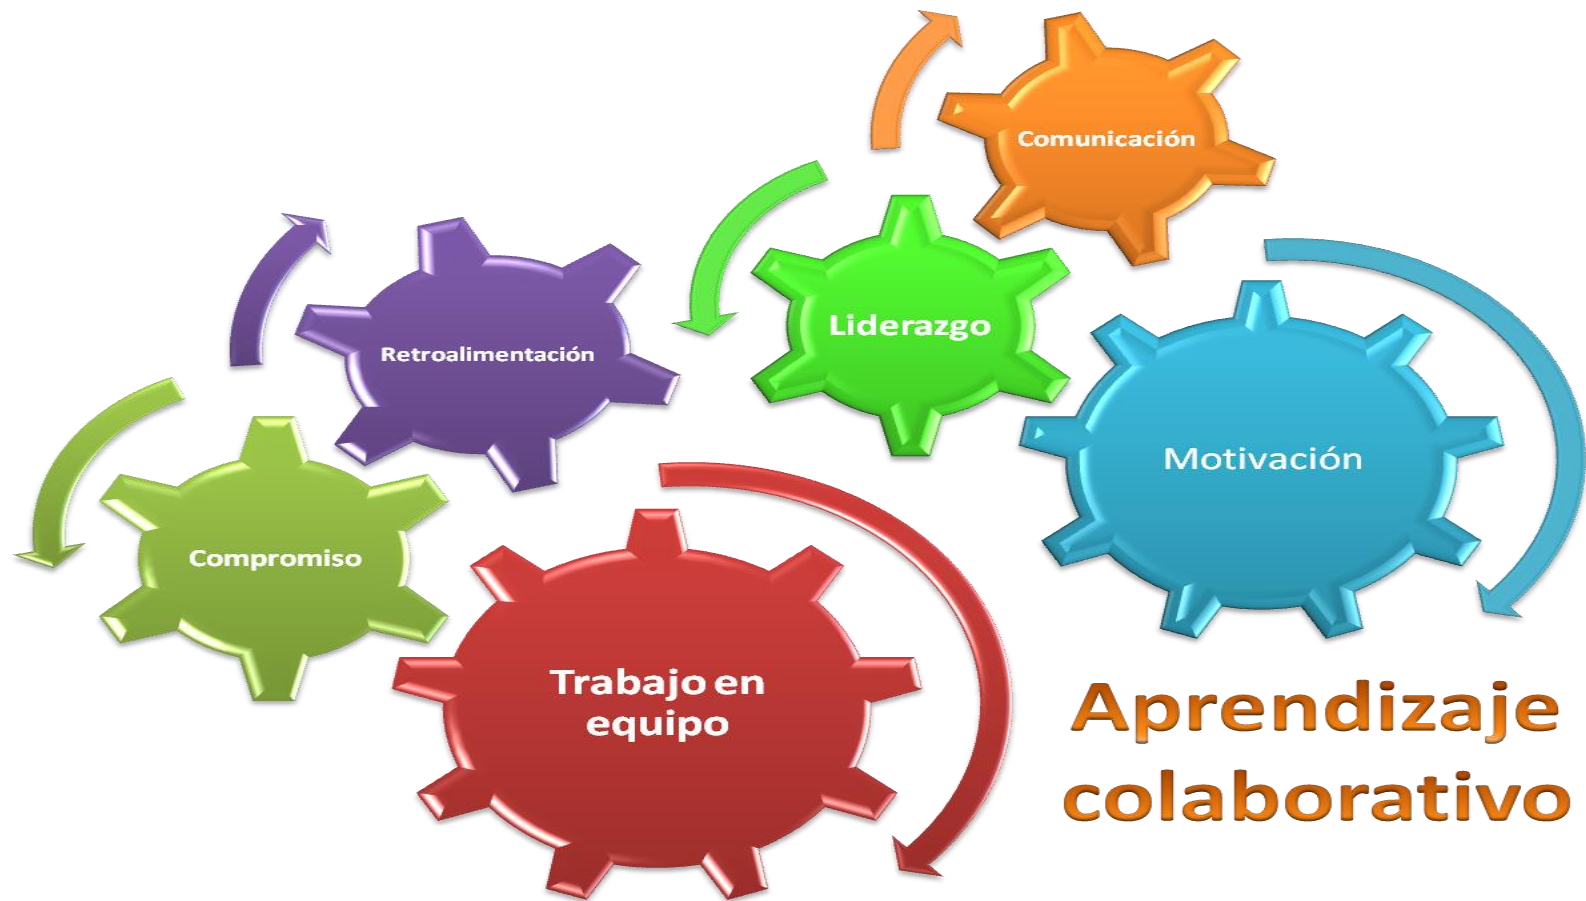 Comunicación
Liderazgo
Retroalimentación
Motivación
Compromiso
Trabajo en
equipo
Aprendizaje
colaborativo